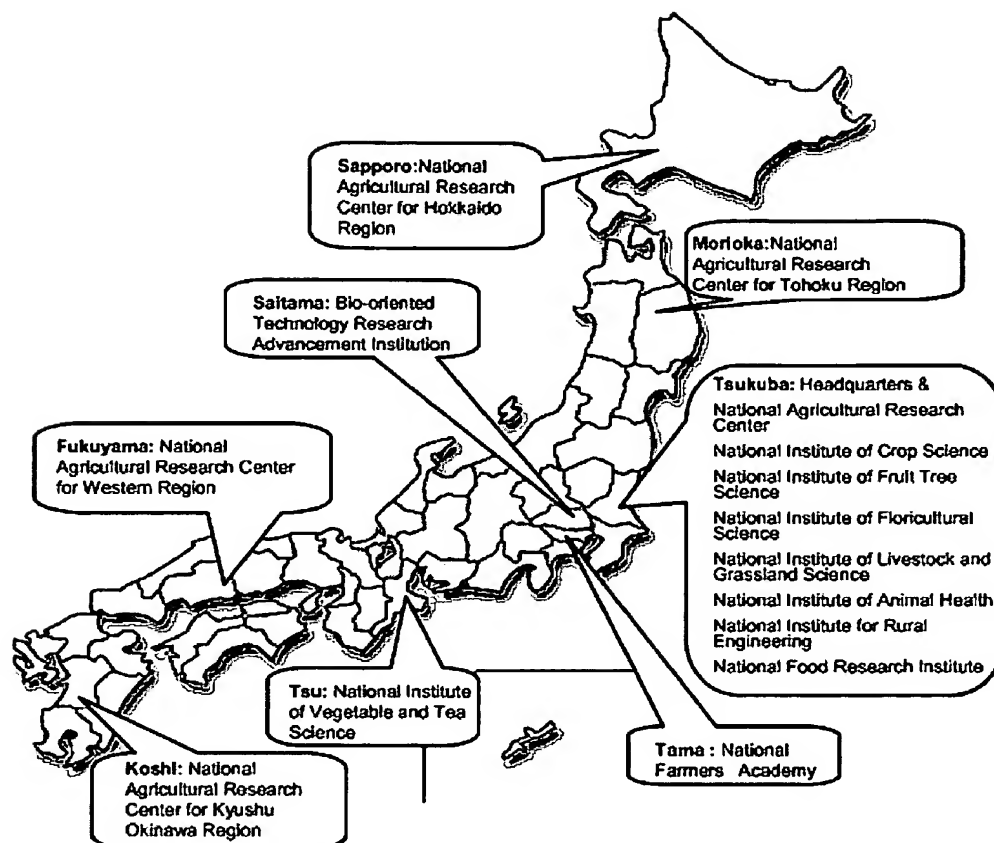 Sapporo:National
Agricultural Research
Center for Hokkaido
Region
Morioka:National
Agricultural Research
Center for Tohoku Region
Saitama: Bio-oriented
Technology Research
Advancement Institution
Tsukuba: Headquarters &
National Agricultural Research
Center
National Institute of Crop Science
National Institute of Fruit Tree
Science
National Institute of Floricultural
Science
National Institute of Livestock and
Grassland Science
National Institute of Animal Health
National Institute for Rural
Engineering
National Food Research Institute
Fukuyama: National
Agricultural Research Center
for Western Region
Tsu: National Institute
of Vegetable and Tea
Science
Tama : National
Farmers Academy
Koshi: National
Agricultural Research
Center for Kyushu
Okinawa Region